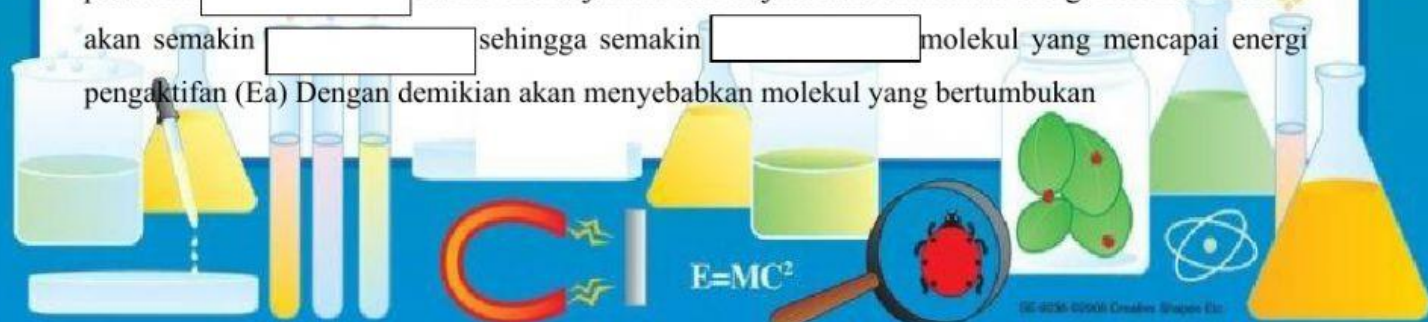 akan semakin sehingga semakin molekul yang mencapai energi
pengaktifan (Ea) Dengan demikian akan menyebabkan molekul yang bertumbukan
E=MC²